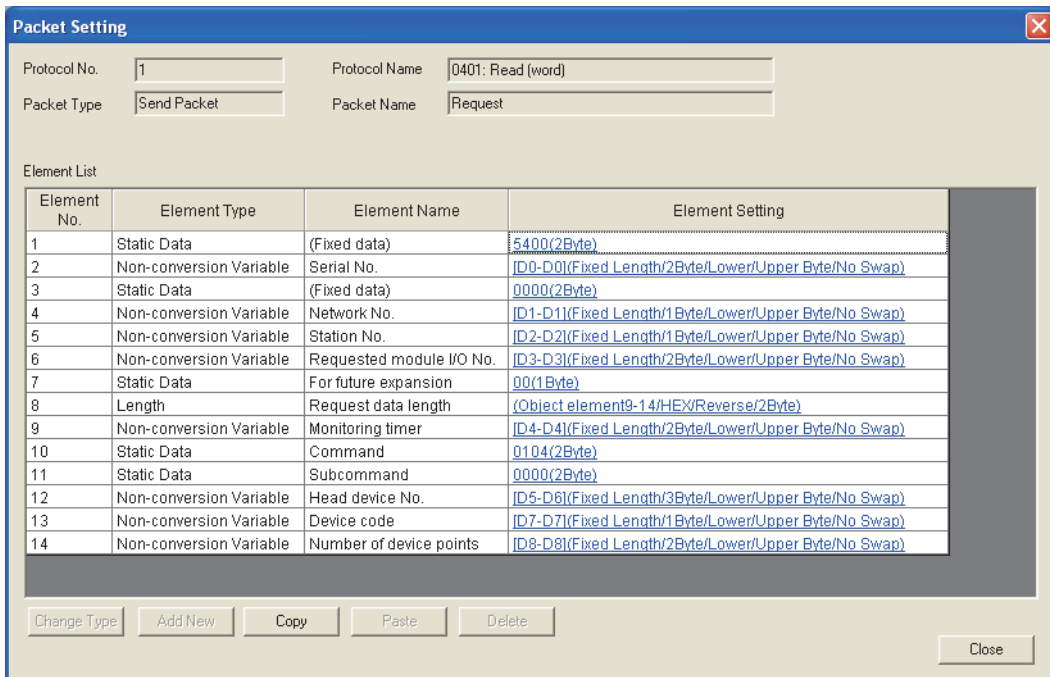 Packet Setting
Protocol No. 1 Protocol Name 0401: Read (word)
Packet Type Send Packet Packet Name Request
Element List
Element No. Element Type Element Name Element Setting
1 Static Data (Fixed data) 5400(2Byte)
2 Non-conversion Variable Serial No. [D0-D0](Fixed Length/2Byte/Lower/Upper Byte/No Swap)
3 Static Data (Fixed data) 0000(2Byte)
4 Non-conversion Variable Network No. [D1-D1](Fixed Length/1Byte/Lower/Upper Byte/No Swap)
5 Non-conversion Variable Station No. [D2-D2](Fixed Length/1Byte/Lower/Upper Byte/No Swap)
6 Non-conversion Variable Requested module I/O No. [D3-D3](Fixed Length/2Byte/Lower/Upper Byte/No Swap)
7 Static Data For future expansion 00(1Byte)
8 Length Request data length (Object element9-14/HEX/Reverse/2Byte)
9 Non-conversion Variable Monitoring timer [D4-D4](Fixed Length/2Byte/Lower/Upper Byte/No Swap)
10 Static Data Command 0104(2Byte)
11 Static Data Subcommand 0000(2Byte)
12 Non-conversion Variable Head device No. [D5-D6](Fixed Length/3Byte/Lower/Upper Byte/No Swap)
13 Non-conversion Variable Device code [D7-D7](Fixed Length/1Byte/Lower/Upper Byte/No Swap)
14 Non-conversion Variable Number of device points [D8-D8](Fixed Length/2Byte/Lower/Upper Byte/No Swap)
Change Type Add New Copy Paste Delete
Close